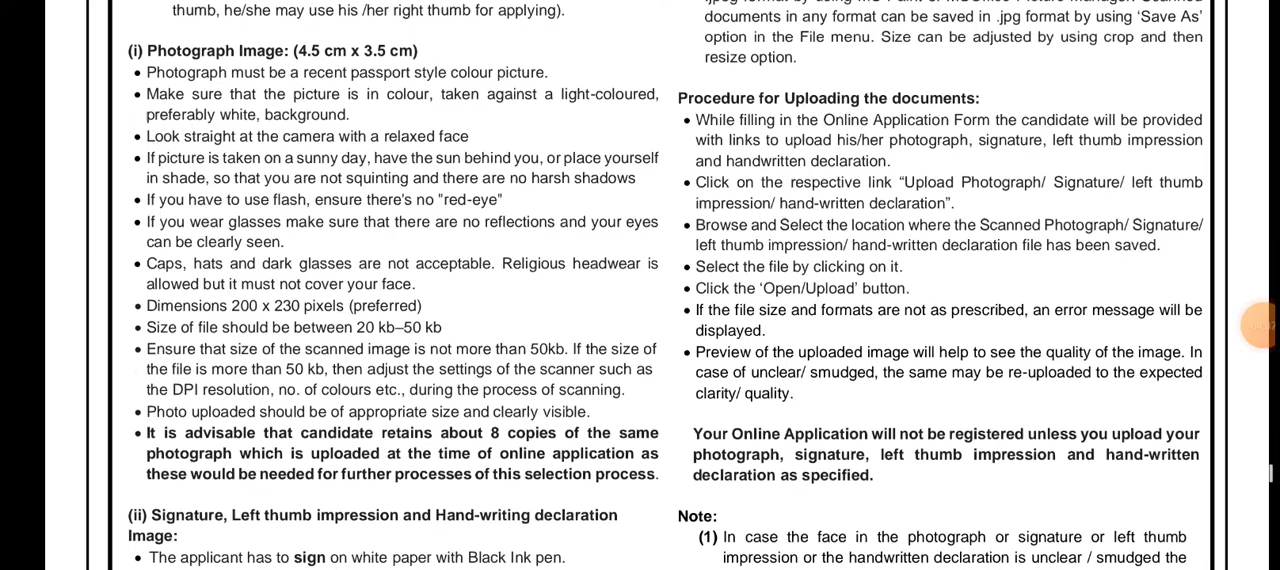 thumb, he/she may use his /her right thumb for applying).
(i) Photograph Image: (4.5 cm x 3.5 cm)
• Photograph must be a recent passport style colour picture.
• Make sure that the picture is in colour, taken against a light-coloured,
preferably white, background.
• Look straight at the camera with a relaxed face
• If picture is taken on a sunny day, have the sun behind you, or place yourself
in shade, so that you are not squinting and there are no harsh shadows
• If you have to use flash, ensure there's no "red-eye"
• If you wear glasses make sure that there are no reflections and your eyes
can be clearly seen.
• Caps, hats and dark glasses are not acceptable. Religious headwear is
allowed but it must not cover your face.
• Dimensions 200 x 230 pixels (preferred)
• Size of file should be between 20 kb–50 kb
• Ensure that size of the scanned image is not more than 50kb. If the size of
the file is more than 50 kb, then adjust the settings of the scanner such as
the DPI resolution, no. of colours etc., during the process of scanning.
• Photo uploaded should be of appropriate size and clearly visible.
• It is advisable that candidate retains about 8 copies of the same
photograph which is uploaded at the time of online application as
these would be needed for further processes of this selection process.
(ii) Signature, Left thumb impression and Hand-writing declaration
Image:
• The applicant has to sign on white paper with Black Ink pen.
documents in any format can be saved in .jpg format by using ‘Save As’
option in the File menu. Size can be adjusted by using crop and then
resize option.
Procedure for Uploading the documents:
• While filling in the Online Application Form the candidate will be provided
with links to upload his/her photograph, signature, left thumb impression
and handwritten declaration.
• Click on the respective link “Upload Photograph/ Signature/ left thumb
impression/ hand-written declaration”.
• Browse and Select the location where the Scanned Photograph/ Signature/
left thumb impression/ hand-written declaration file has been saved.
• Select the file by clicking on it.
• Click the ‘Open/Upload’ button.
• If the file size and formats are not as prescribed, an error message will be
displayed.
• Preview of the uploaded image will help to see the quality of the image. In
case of unclear/ smudged, the same may be re-uploaded to the expected
clarity/ quality.
Your Online Application will not be registered unless you upload your
photograph, signature, left thumb impression and hand-written
declaration as specified.
Note:
(1) In case the face in the photograph or signature or left thumb
impression or the handwritten declaration is unclear / smudged the